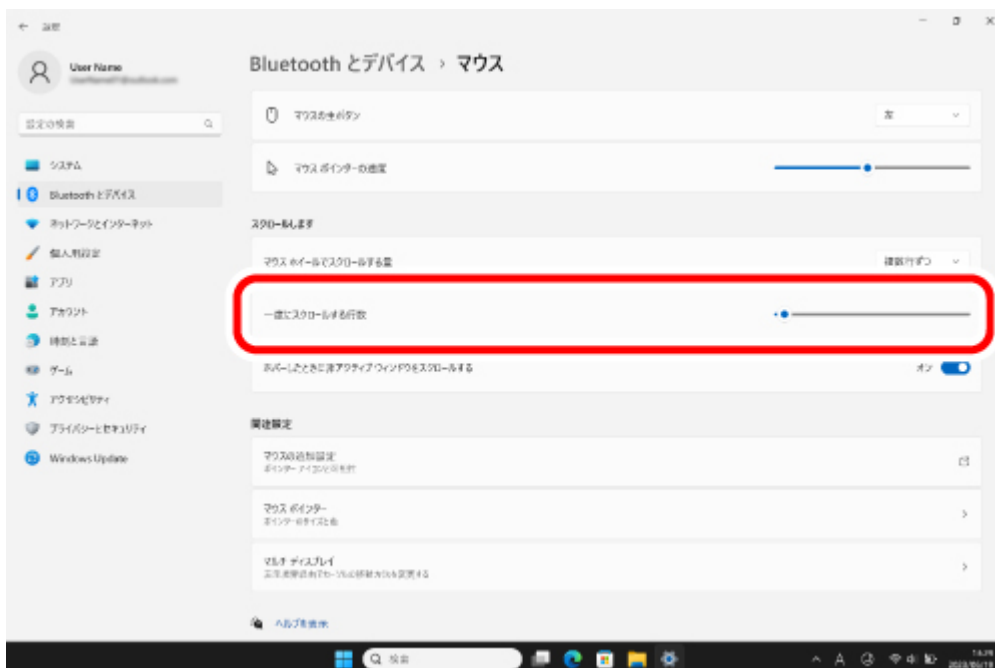 設定
User Name
Bluetooth とデバイス › マウス
設定の検索
マウスの主ボタン
左
マウス ポインターの速度
システム
Bluetooth とデバイス
ネットワークとインターネット
個人用設定
アプリ
アカウント
時刻と言語
ゲーム
アクセシビリティ
プライバシーとセキュリティ
Windows Update
スクロールします
マウス ホイールでスクロールする量
複数行ずつ
一度にスクロールする行数
ホバーしたときに非アクティブ ウィンドウをスクロールする
オン
関連設定
マウスの追加設定
ポインター アイコンと可視性
マウス ポインター
ポインターのサイズと色
マルチ ディスプレイ
ヘルプを表示
検索
A
16:29